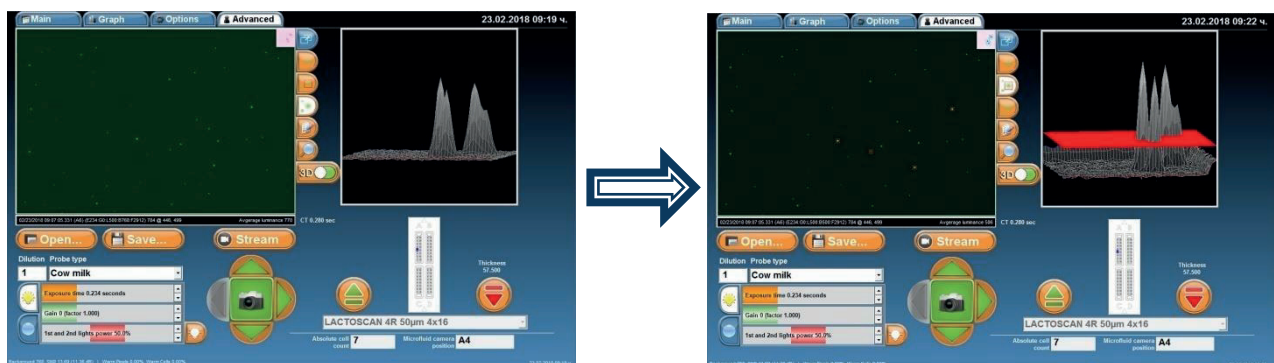 Main Graph Options Advanced 23.02.2018 09:19 ч.
3D
CT 0.280 sec
Open... Save... Stream
A B
Dilution Probe type
1 Cow milk
Thickness
57.500
Exposure time 0.234 seconds
Gain 0 (factor 1.000)
1st and 2nd lights power 50.0%
C D
LACTOSCAN 4R 50µm 4x16
Absolute cell count 7 Microfluid camera position A4
Main Graph Options Advanced 23.02.2018 09:22 ч.
3D
CT 0.280 sec
Open... Save... Stream
A B
Dilution Probe type
1 Cow milk
Thickness
57.500
Exposure time 0.234 seconds
Gain 0 (factor 1.000)
1st and 2nd lights power 50.0%
C D
LACTOSCAN 4R 50µm 4x16
Absolute cell count 7 Microfluid camera position A4